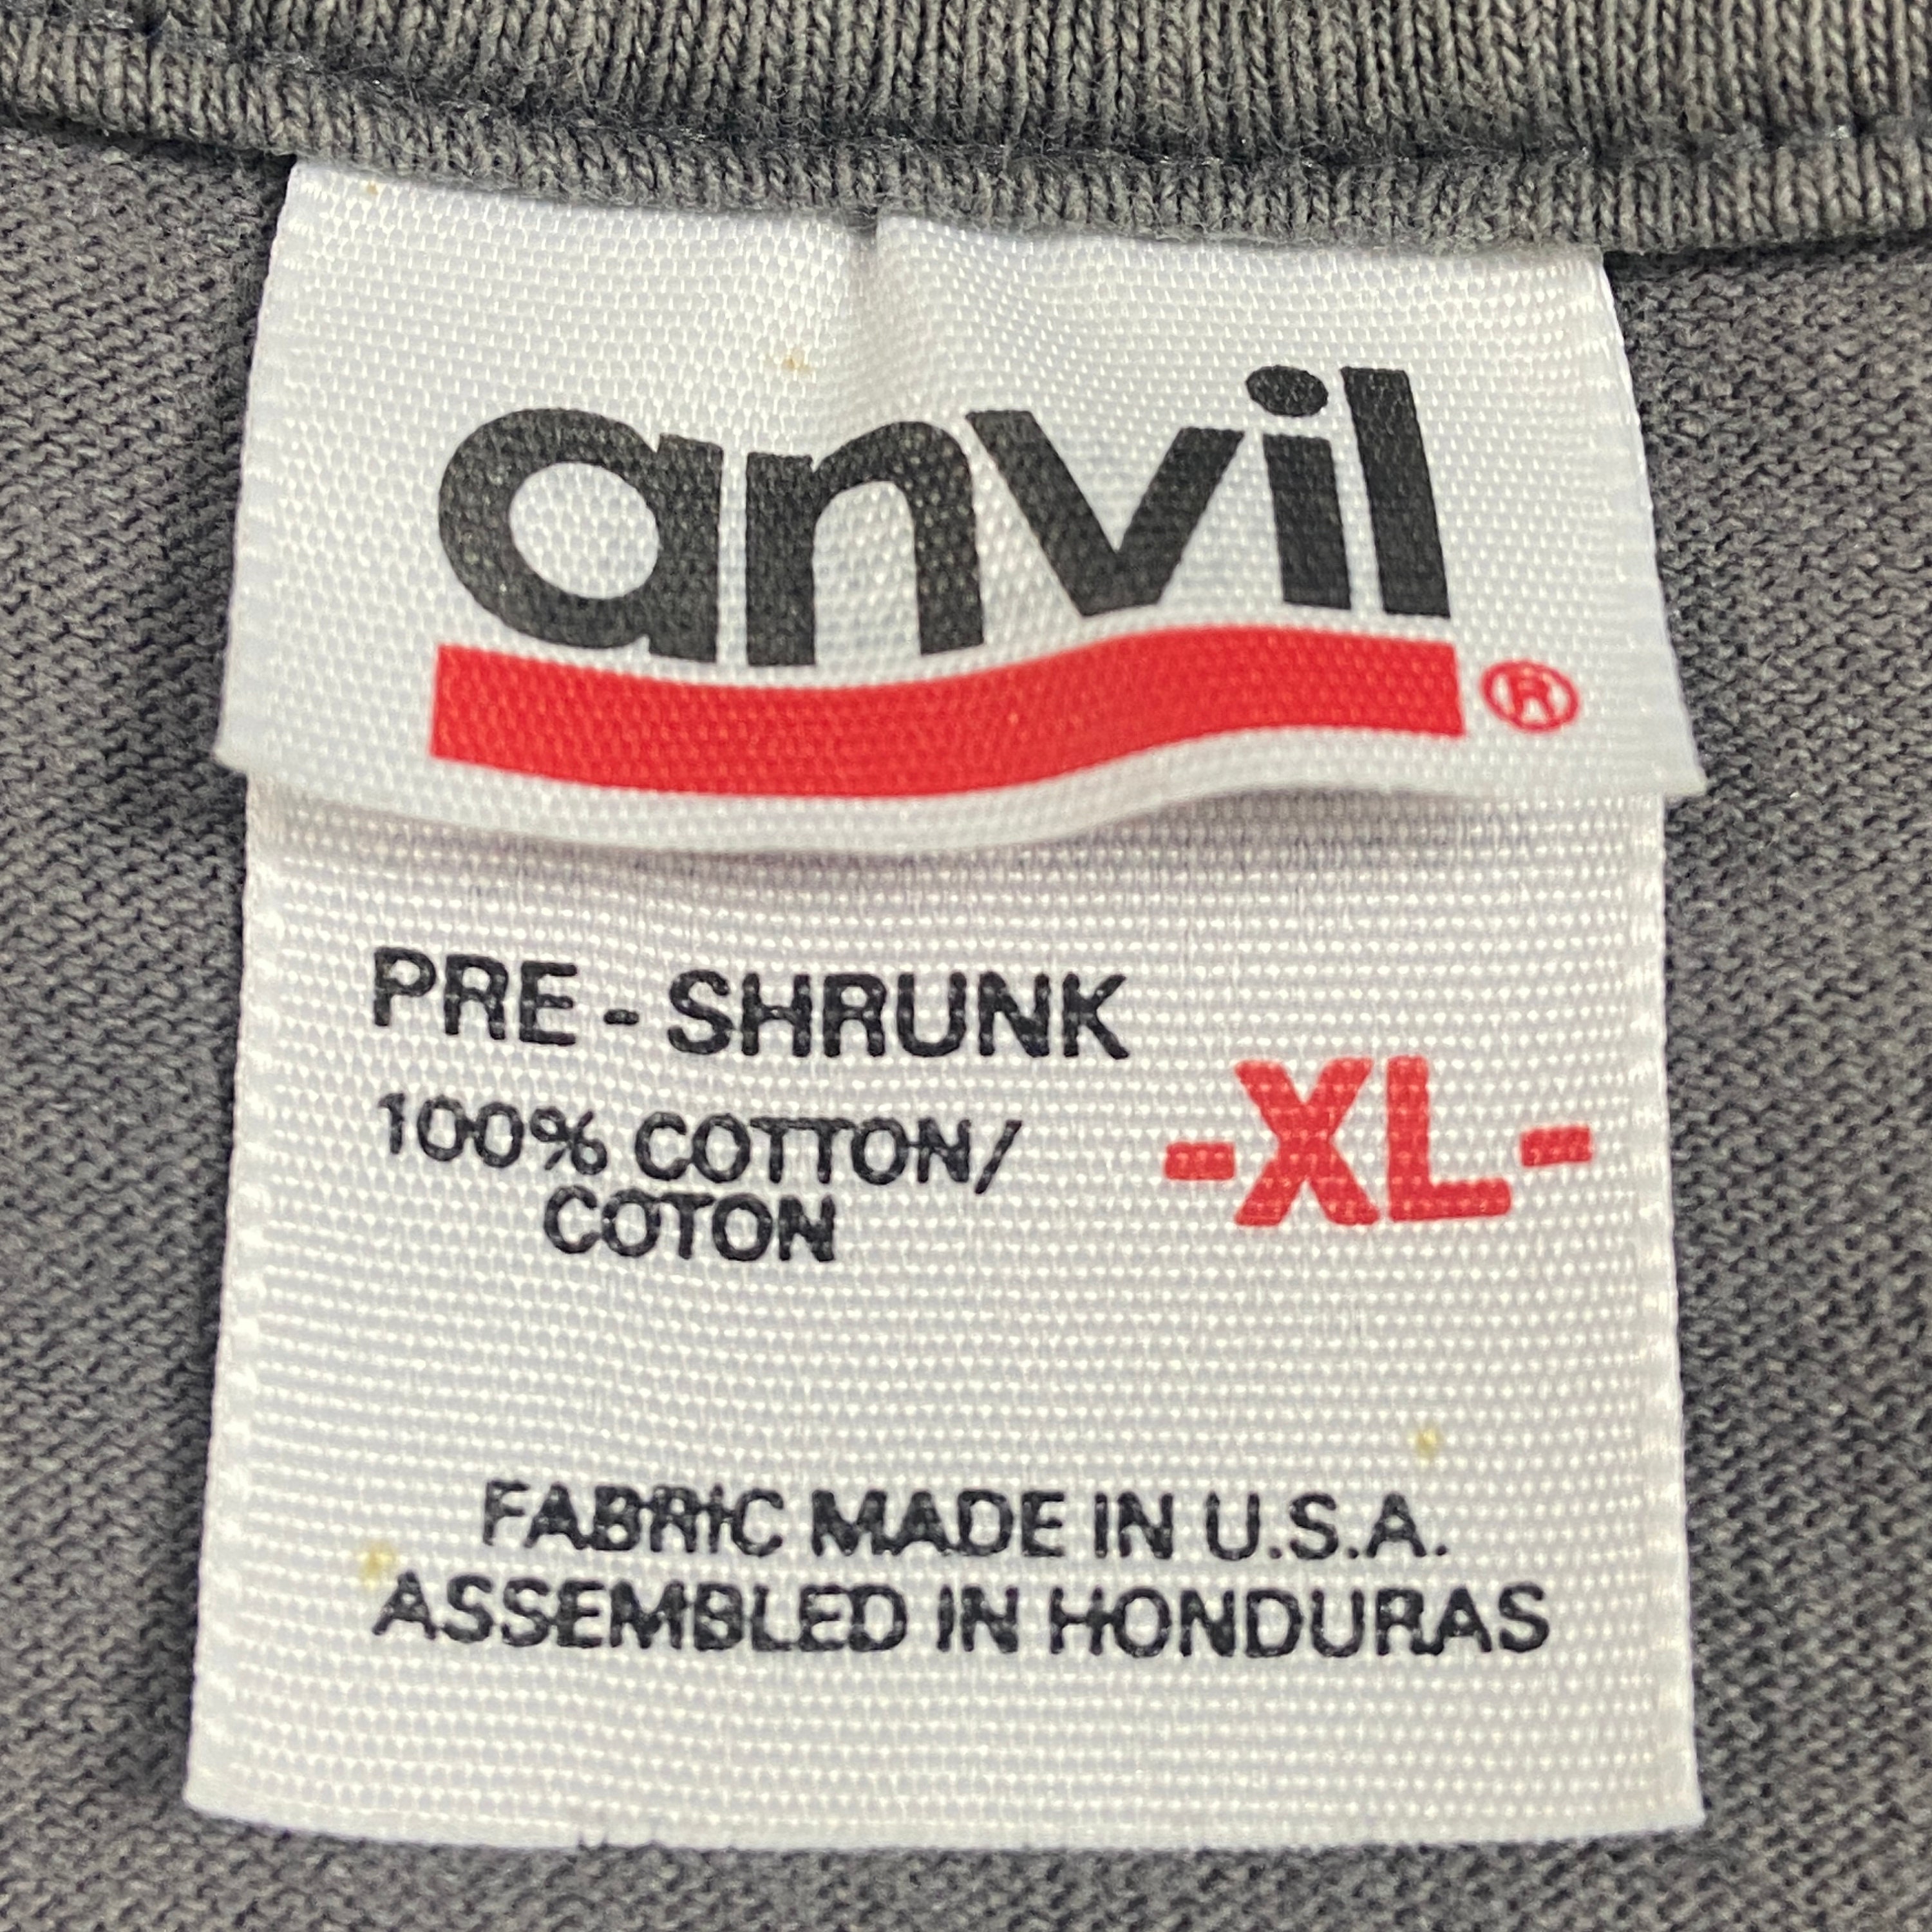 anvil®
PRE-SHRUNK
100% COTTON/
COTON
-XL-
FABRIC MADE IN U.S.A.
ASSEMBLED IN HONDURAS